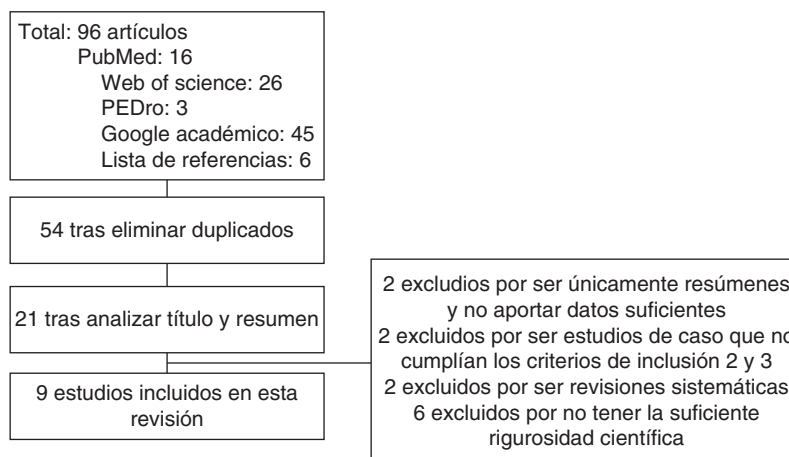 Total: 96 artículos
PubMed: 16
Web of science: 26
PEDro: 3
Google académico: 45
Lista de referencias: 6
54 tras eliminar duplicados
21 tras analizar título y resumen
2 excludios por ser únicamente resúmenes
y no aportar datos suficientes
2 excluidos por ser estudios de caso que no
cumplían los criterios de inclusión 2 y 3
2 excluidos por ser revisiones sistemáticas
6 excluidos por no tener la suficiente
rigurosidad científica
9 estudios incluidos en esta
revisión